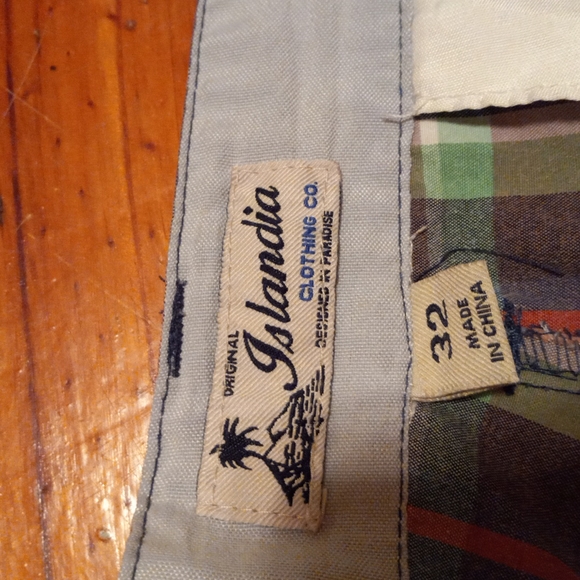 ORIGINAL
Islandia
CLOTHING CO.
DESIGNED IN PARADISE
32
MADE
IN CHINA